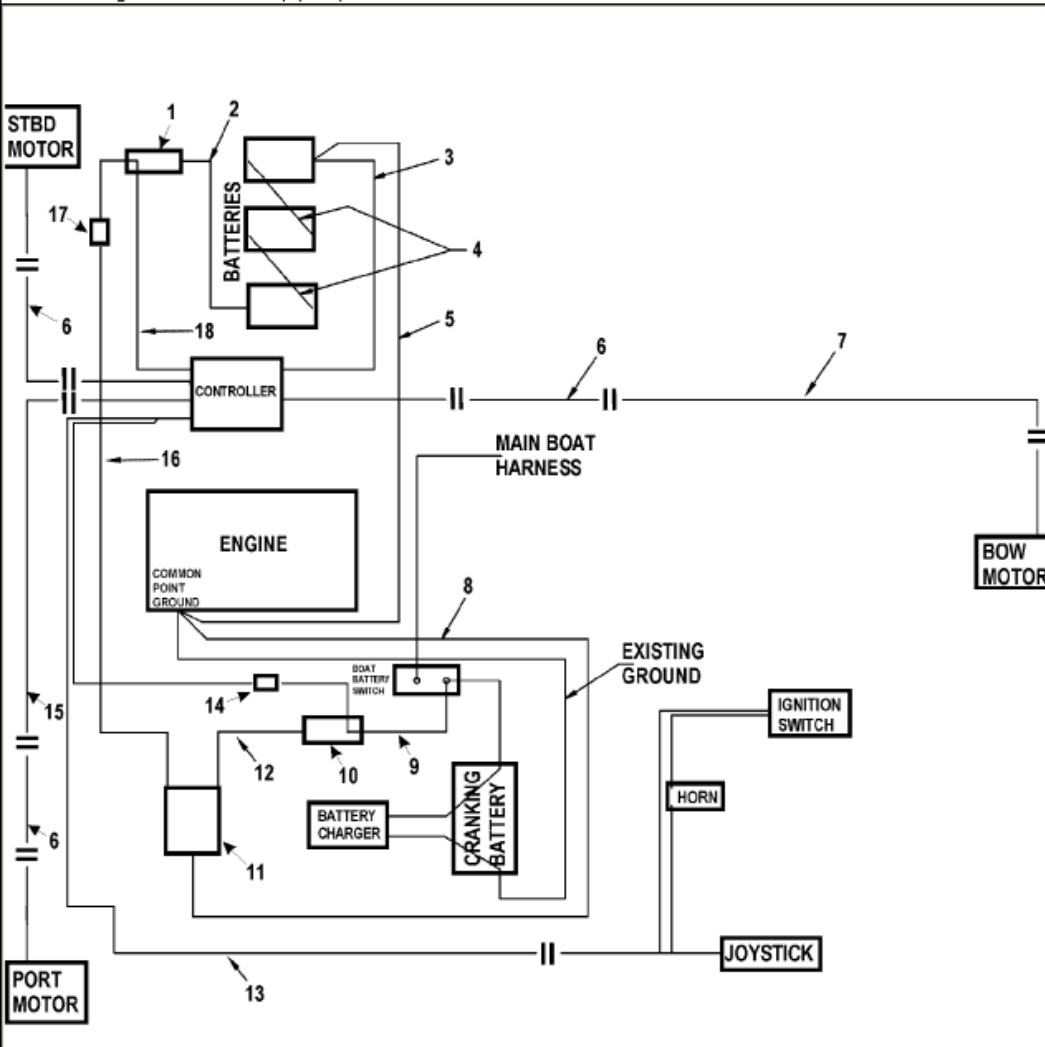 STBD
MOTOR
1
2
3
17
BATTERIES
4
5
6
18
6
7
CONTROLLER
MAIN BOAT
HARNESS
16
ENGINE
BOW
MOTOR
COMMON
POINT
GROUND
8
EXISTING
GROUND
BOAT
BATTERY
SWITCH
14
15
IGNITION
SWITCH
12
10
9
HORN
CRANKING
BATTERY
BATTERY
CHARGER
6
11
JOYSTICK
PORT
MOTOR
13